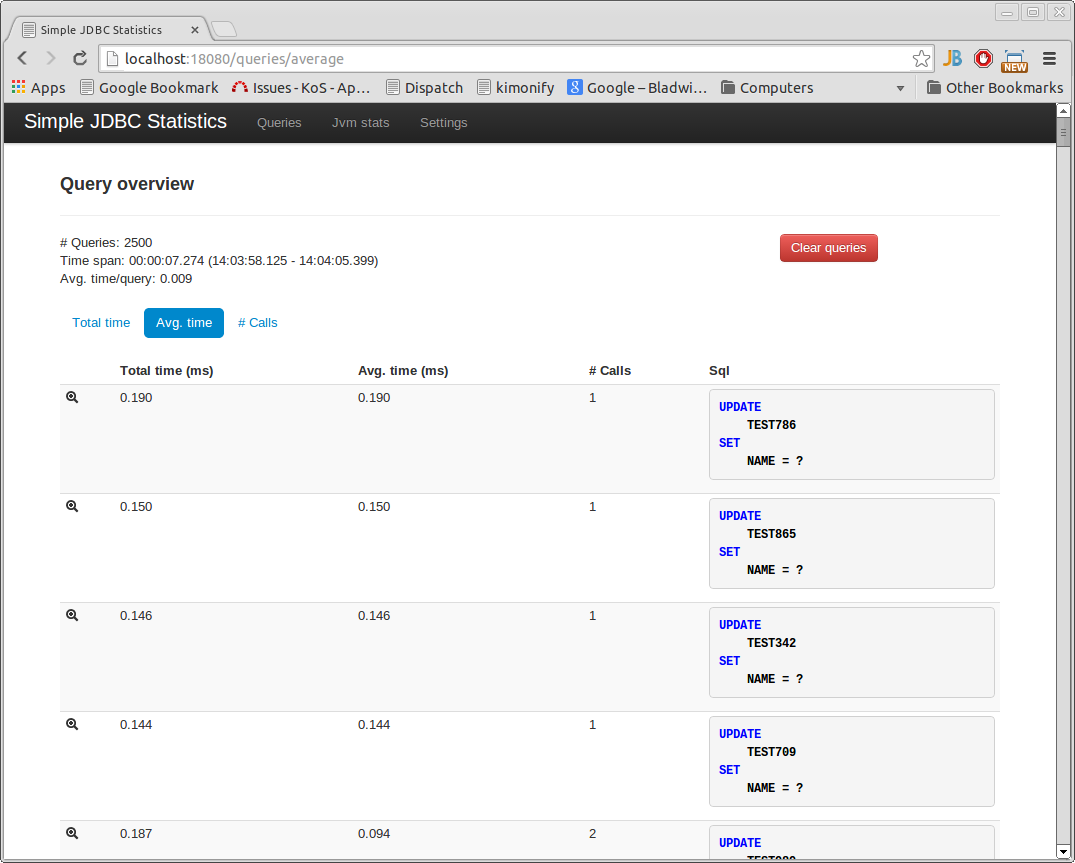 Simple JDBC Statistics
localhost:18080/queries/average
JB
NEW
Apps Google Bookmark Issues - KoS - Ap... Dispatch kimonify 8 Google – Bladwi... Computers Other Bookmarks
Simple JDBC Statistics Queries Jvm stats Settings
Query overview
# Queries: 2500
Time span: 00:00:07.274 (14:03:58.125 - 14:04:05.399)
Avg. time/query: 0.009
Clear queries
Total time Avg. time # Calls
Total time (ms) Avg. time (ms) # Calls Sql
0.190 0.190 1
UPDATE
TEST786
SET
NAME = ?
0.150 0.150 1
UPDATE
TEST865
SET
NAME = ?
0.146 0.146 1
UPDATE
TEST342
SET
NAME = ?
0.144 0.144 1
UPDATE
TEST709
SET
NAME = ?
0.187 0.094 2
UPDATE